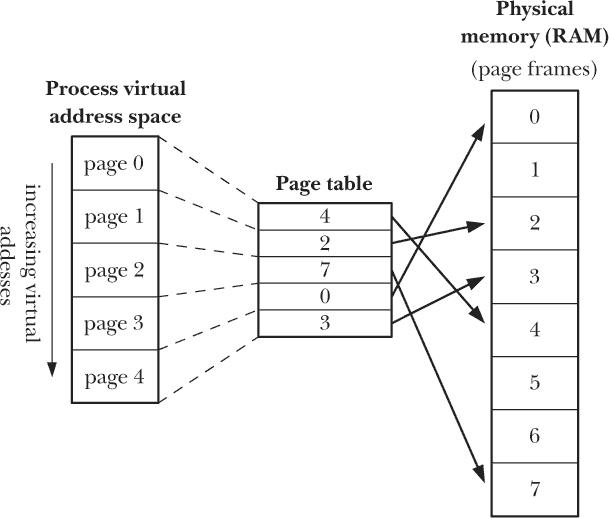 Physical
memory (RAM)
(page frames)
Process virtual
address space
page 0
page 1
page 2
page 3
page 4
increasing virtual
addesses
Page table
4
2
7
0
3
0
1
2
3
4
5
6
7